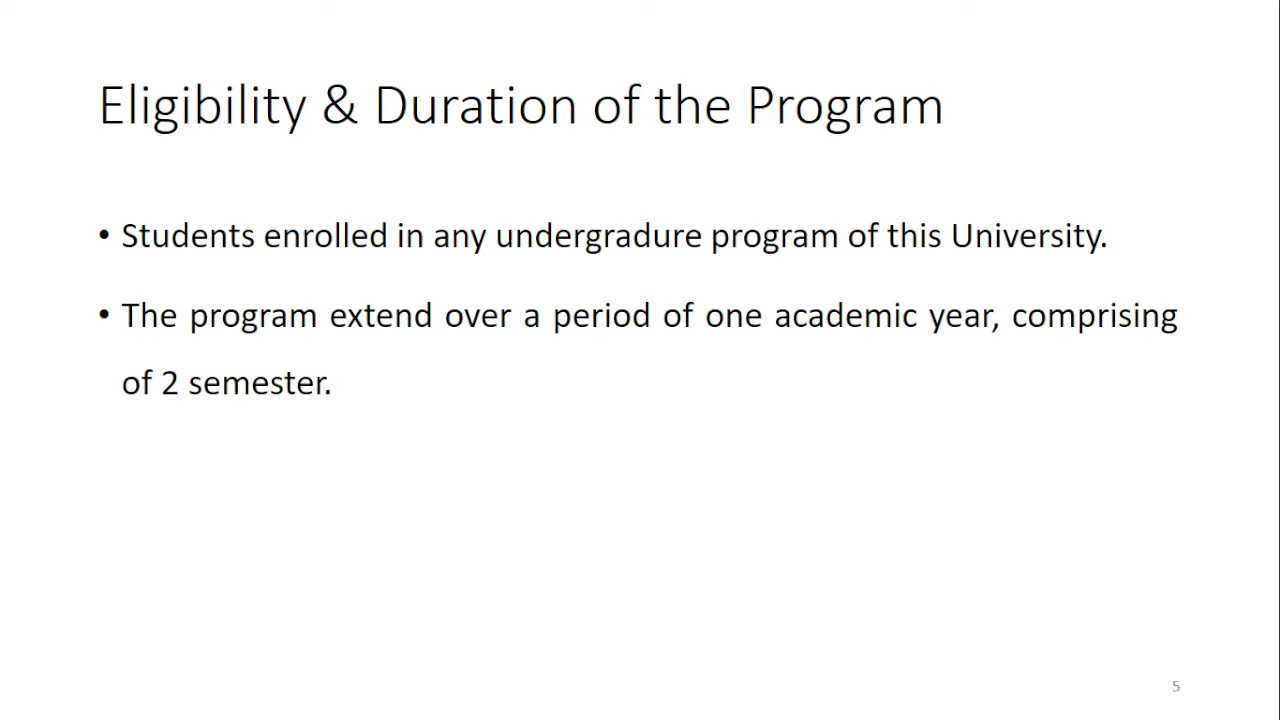 Eligibility & Duration of the Program
• Students enrolled in any undergradure program of this University.
• The program extend over a period of one academic year, comprising
of 2 semester.
5